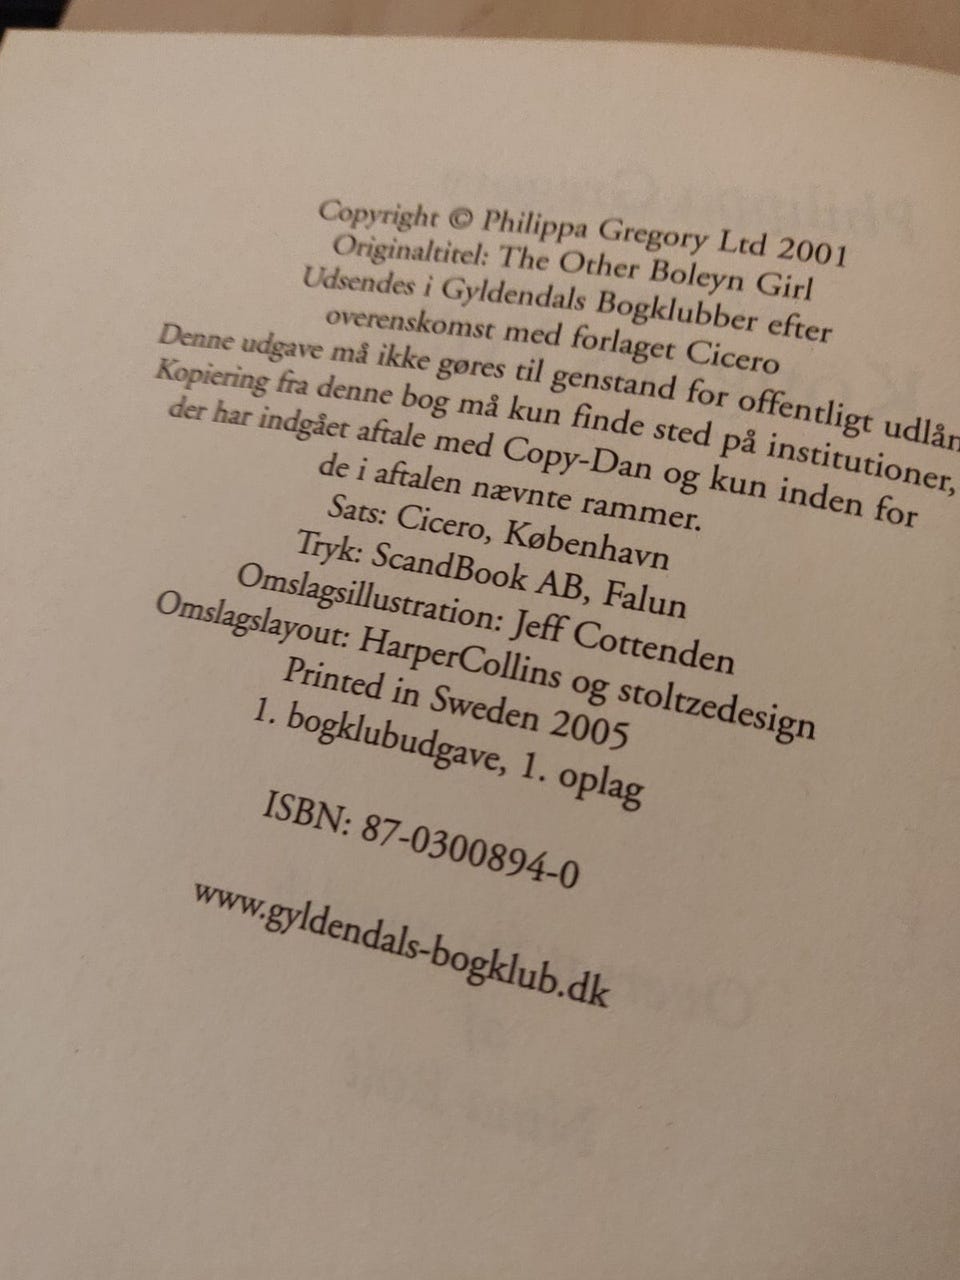 Copyright © Philippa Gregory Ltd 2001
Originaltitel: The Other Boleyn Girl
Udsendes i Gyldendals Bogklubber efter
overenskomst med forlaget Cicero
Denne udgave må ikke gøres til genstand for offentligt udlån
Kopiering fra denne bog må kun finde sted på institutioner,
der har indgået aftale med Copy-Dan og kun inden for
de i aftalen nævnte rammer.
Sats: Cicero, København
Tryk: ScandBook AB, Falun
Omslagsillustration: Jeff Cottenden
Omslagslayout: HarperCollins og stoltzedesign
Printed in Sweden 2005
1. bogklubudgave, 1. oplag
ISBN: 87-0300894-0
www.gyldendals-bogklub.dk